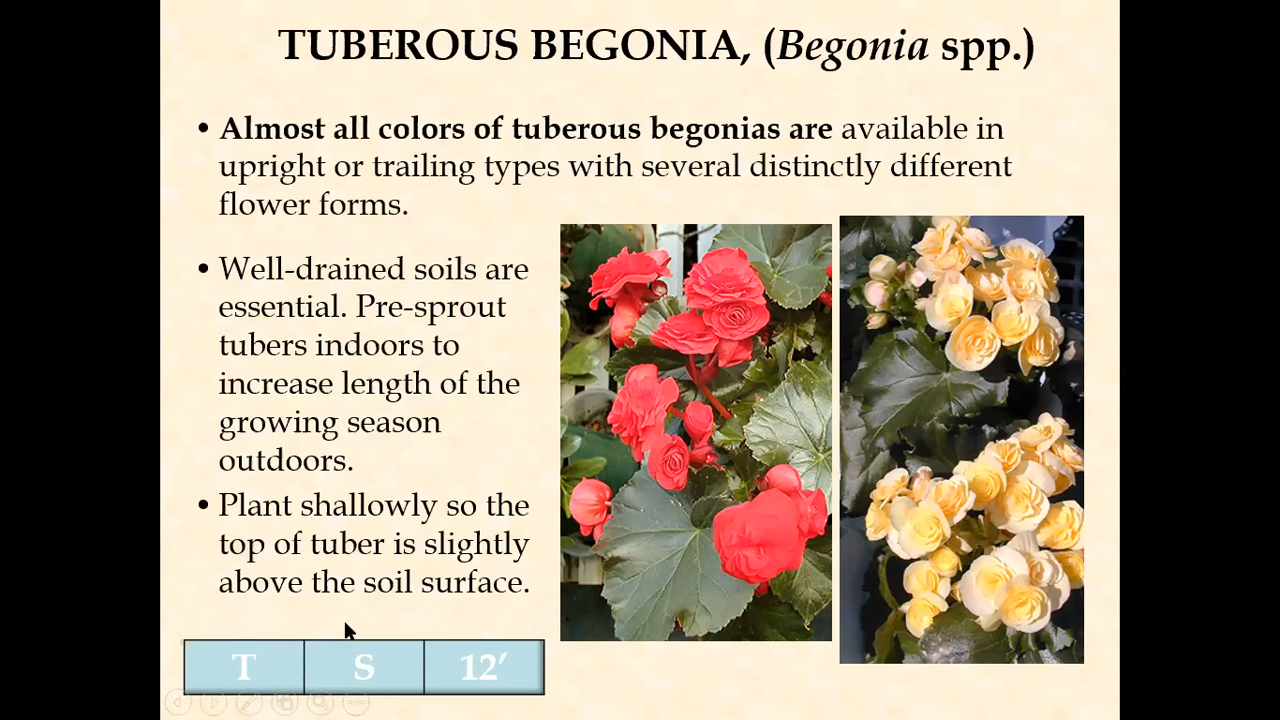 TUBEROUS BEGONIA, (Begonia spp.)
• Almost all colors of tuberous begonias are available in
upright or trailing types with several distinctly different
flower forms.
• Well-drained soils are
essential. Pre-sprout
tubers indoors to
increase length of the
growing season
outdoors.
• Plant shallowly so the
top of tuber is slightly
above the soil surface.
T S 12′